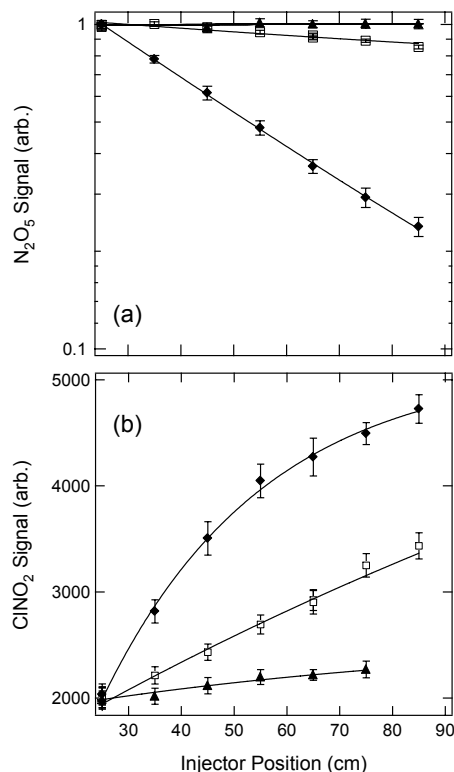 1
0.1
N₂O₅ Signal (arb.)
(a)
5000
4000
3000
2000
ClNO₂ Signal (arb.)
(b)
30 40 50 60 70 80 90
Injector Position (cm)